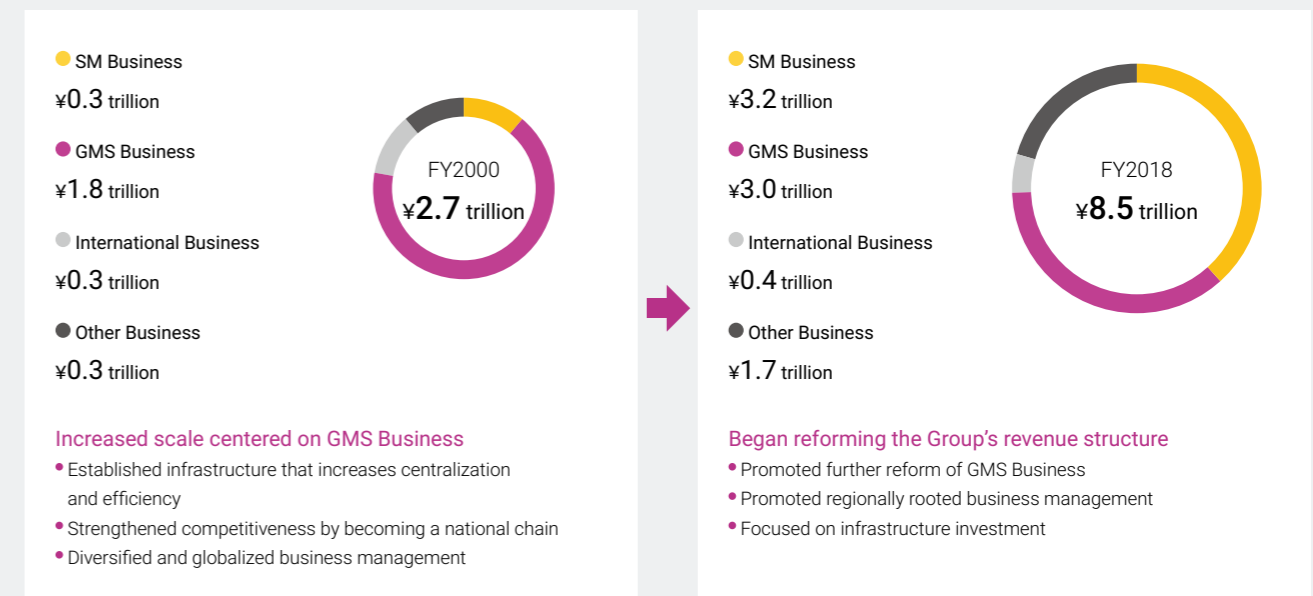 SM Business
¥0.3 trillion
GMS Business
¥1.8 trillion
International Business
¥0.3 trillion
Other Business
¥0.3 trillion
FY2000
¥2.7 trillion
Increased scale centered on GMS Business
• Established infrastructure that increases centralization
and efficiency
• Strengthened competitiveness by becoming a national chain
• Diversified and globalized business management
SM Business
¥3.2 trillion
GMS Business
¥3.0 trillion
International Business
¥0.4 trillion
Other Business
¥1.7 trillion
FY2018
¥8.5 trillion
Began reforming the Group's revenue structure
• Promoted further reform of GMS Business
• Promoted regionally rooted business management
• Focused on infrastructure investment